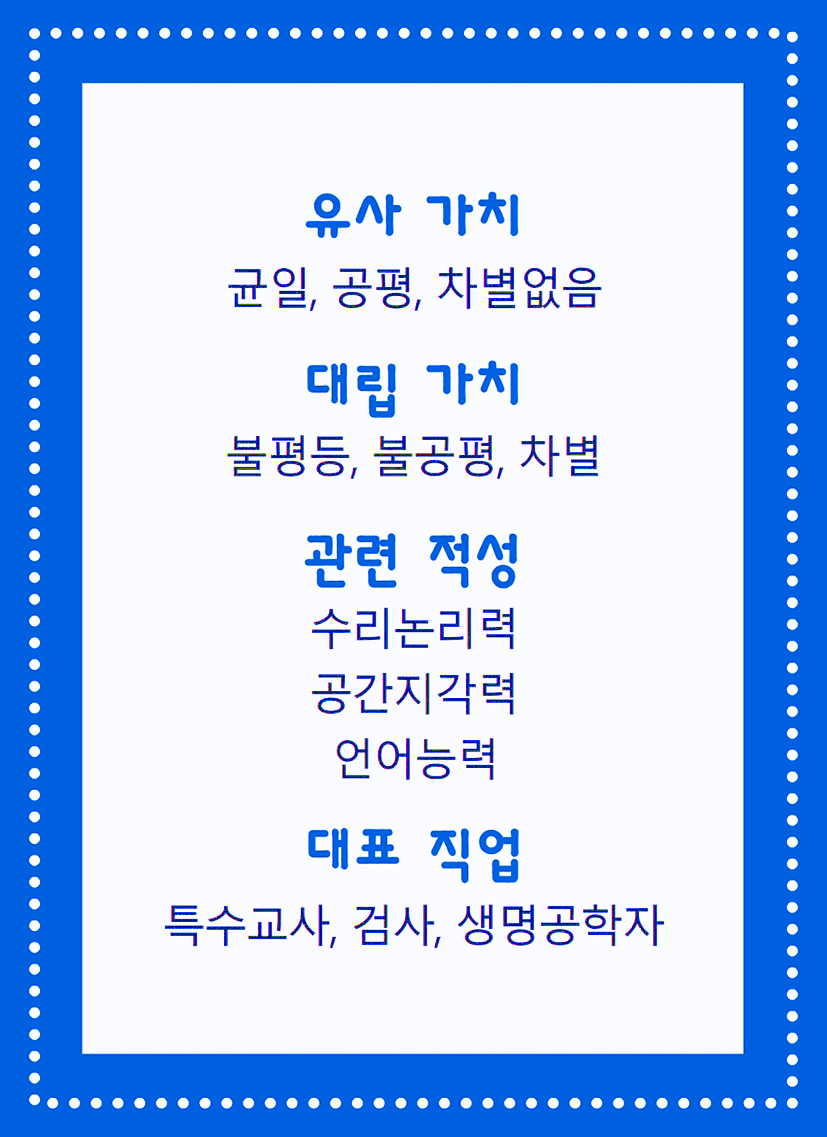 유사 가치
균일, 공평, 차별없음
대립 가치
불평등, 불공평, 차별
관련 적성
수리논리력
공간지각력
언어능력
대표 직업
특수교사, 검사, 생명공학자